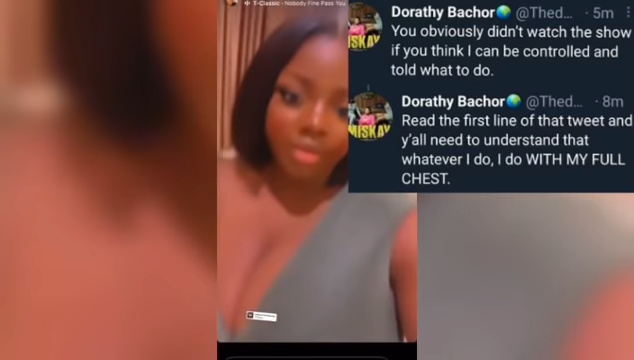 T-Classic · Nobody Fine Pass You
Dorathy Bachor🌍 @Thed... · 5m
You obviously didn't watch the show
if you think I can be controlled and
told what to do.
Dorathy Bachor🌍 @Thed... · 8m
Read the first line of that tweet and
y'all need to understand that
whatever I do, I do WITH MY FULL
CHEST.
ISKAY
MISKAY